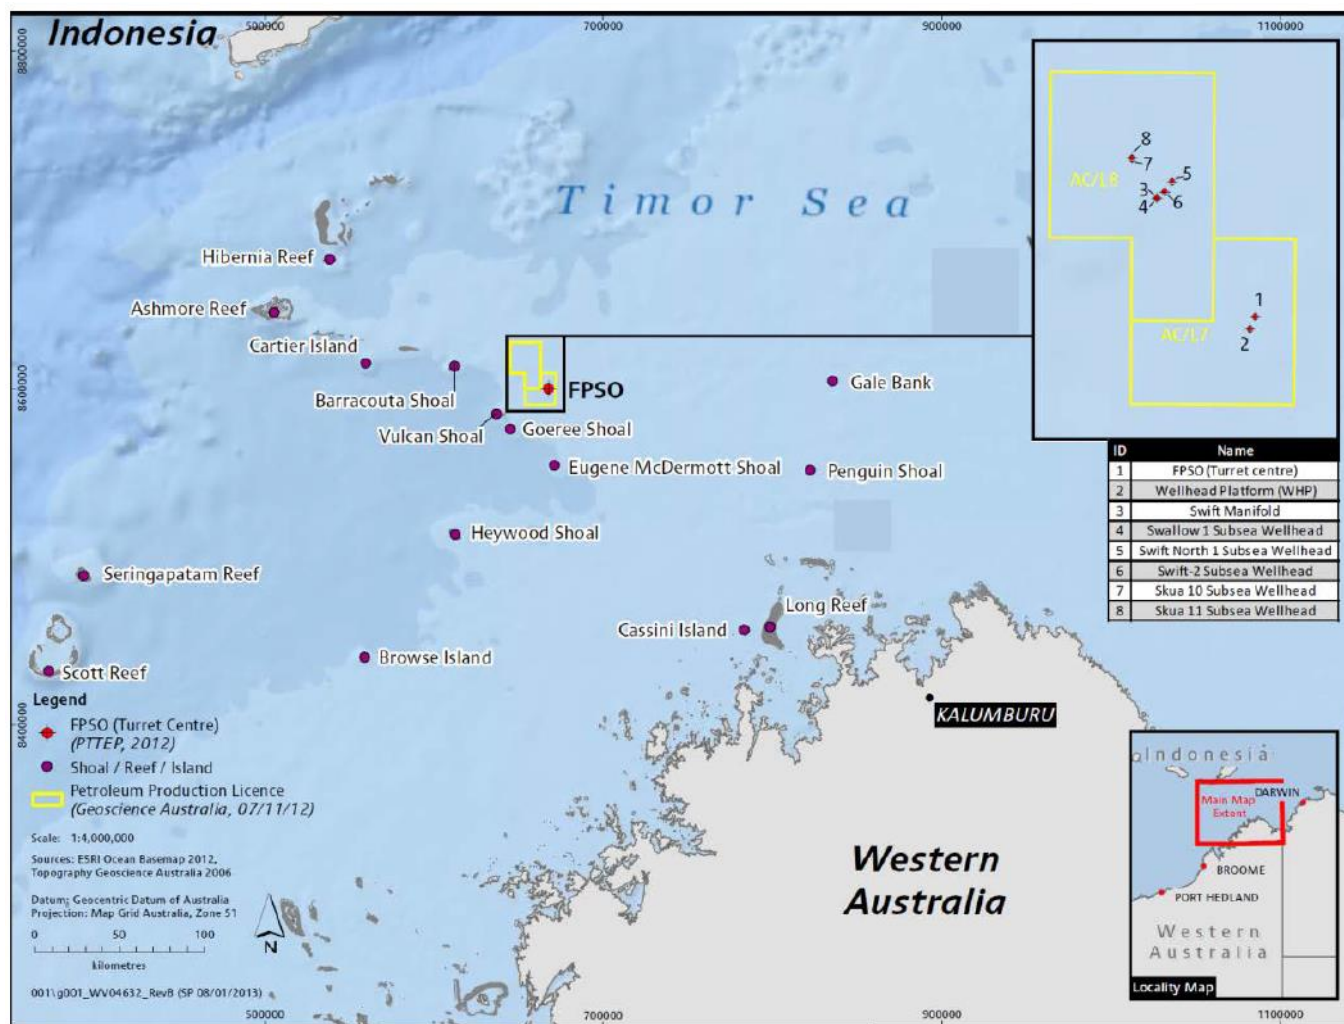 500000
700000
900000
1100000
8800000
8600000
8400000
Indonesia
Timor Sea
Hibernia Reef
Ashmore Reef
Cartier Island
Barracouta Shoal
Vulcan Shoal
FPSO
Goeree Shoal
Gale Bank
Eugene McDermott Shoal
Penguin Shoal
Heywood Shoal
Seringapatam Reef
Long Reef
Cassini Island
Scott Reef
Browse Island
KALUMBURU
Western
Australia
8
7
AC/L8
5
3
4
6
1
AC/L7
2
ID Name
1 FPSO (Turret centre)
2 Wellhead Platform (WHP)
3 Swift Manifold
4 Swallow 1 Subsea Wellhead
5 Swift North 1 Subsea Wellhead
6 Swift-2 Subsea Wellhead
7 Skua 10 Subsea Wellhead
8 Skua 11 Subsea Wellhead
Legend
FPSO (Turret Centre)
(PTTEP, 2012)
Shoal / Reef / Island
Petroleum Production Licence
(Geoscience Australia, 07/11/12)
Scale: 1:4,000,000
Sources: ESRI Ocean Basemap 2012,
Topography Geoscience Australia 2006
Datum: Geocentric Datum of Australia
Projection: Map Grid Australia, Zone 51
0 50 100
kilometres
N
001\g001_WV04632_RevB (SP 08/01/2013)
Indonesia
Main Map
Extent
DARWIN
BROOME
PORT HEDLAND
Western
Australia
Locality Map
500000
700000
900000
1100000